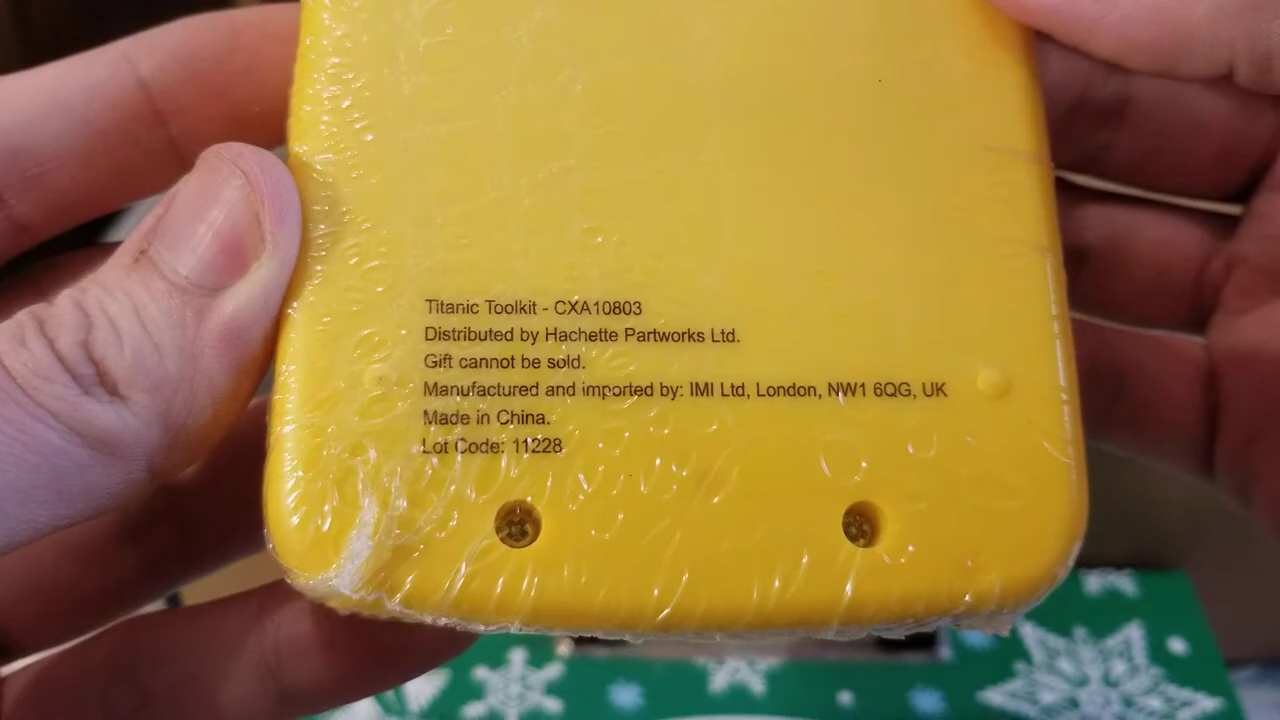 Titanic Toolkit - CXA10803
Distributed by Hachette Partworks Ltd.
Gift cannot be sold.
Manufactured and imported by: IMI Ltd, London, NW1 6QG, UK
Made in China.
Lot Code: 11228